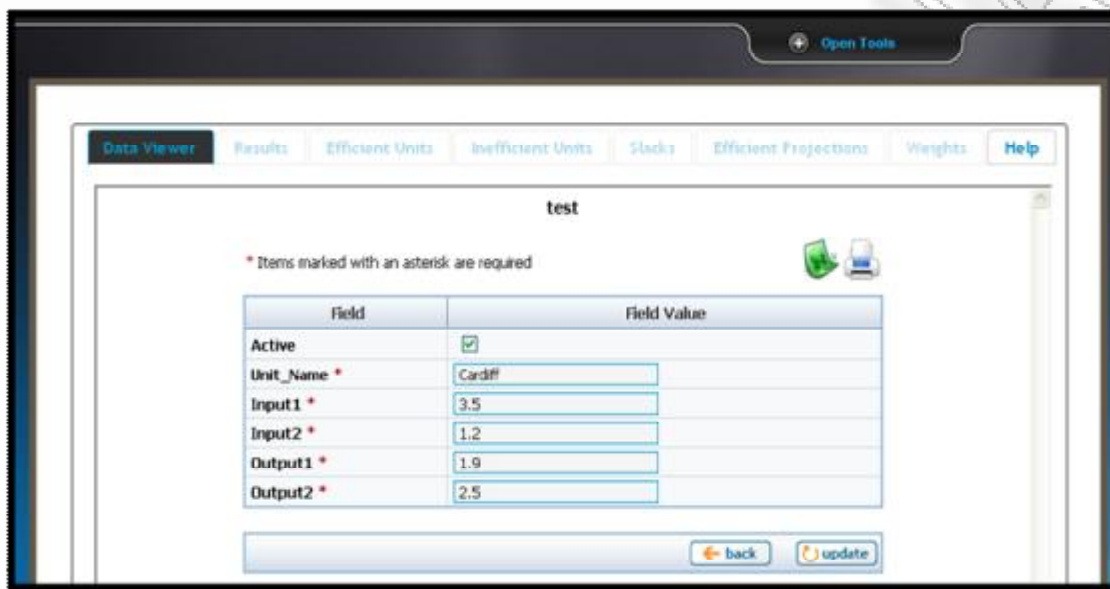 Open Tools
Data Viewer Results Efficient Units Inefficient Units Slacks Efficient Projections Weights Help
test
* Items marked with an asterisk are required
Field Field Value
Active
Unit_Name * Cardiff
Input1 * 3.5
Input2 * 1.2
Output1 * 1.9
Output2 * 2.5
back update